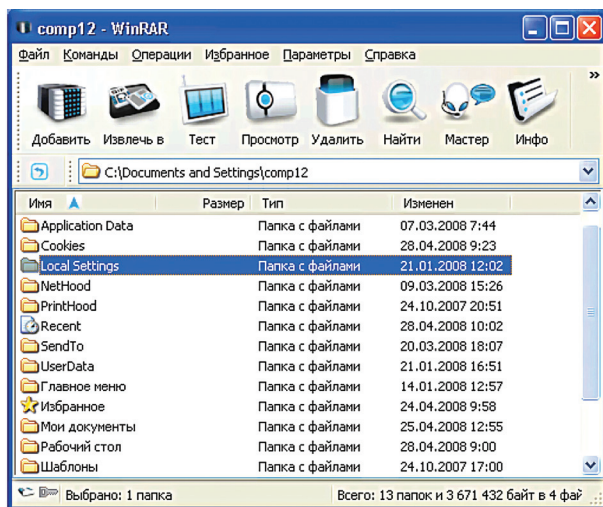 comp12 - WinRAR
Файл Команды Операции Избранное Параметры Справка
»
Добавить Извлечь в Тест Просмотр Удалить Найти Мастер Инфо
C:\Documents and Settings\comp12
Имя Размер Тип Изменен
Application Data Папка с файлами 07.03.2008 7:44
Cookies Папка с файлами 28.04.2008 9:23
Local Settings Папка с файлами 21.01.2008 12:02
NetHood Папка с файлами 09.03.2008 15:26
PrintHood Папка с файлами 24.10.2007 20:51
Recent Папка с файлами 28.04.2008 10:02
SendTo Папка с файлами 20.03.2008 18:07
UserData Папка с файлами 21.01.2008 16:51
Главное меню Папка с файлами 14.01.2008 12:57
Избранное Папка с файлами 24.04.2008 9:58
Мои документы Папка с файлами 25.04.2008 12:55
Рабочий стол Папка с файлами 28.04.2008 9:00
Шаблоны Папка с файлами 24.10.2007 17:00
Выбрано: 1 папка Всего: 13 папок и 3 671 432 байт в 4 фай